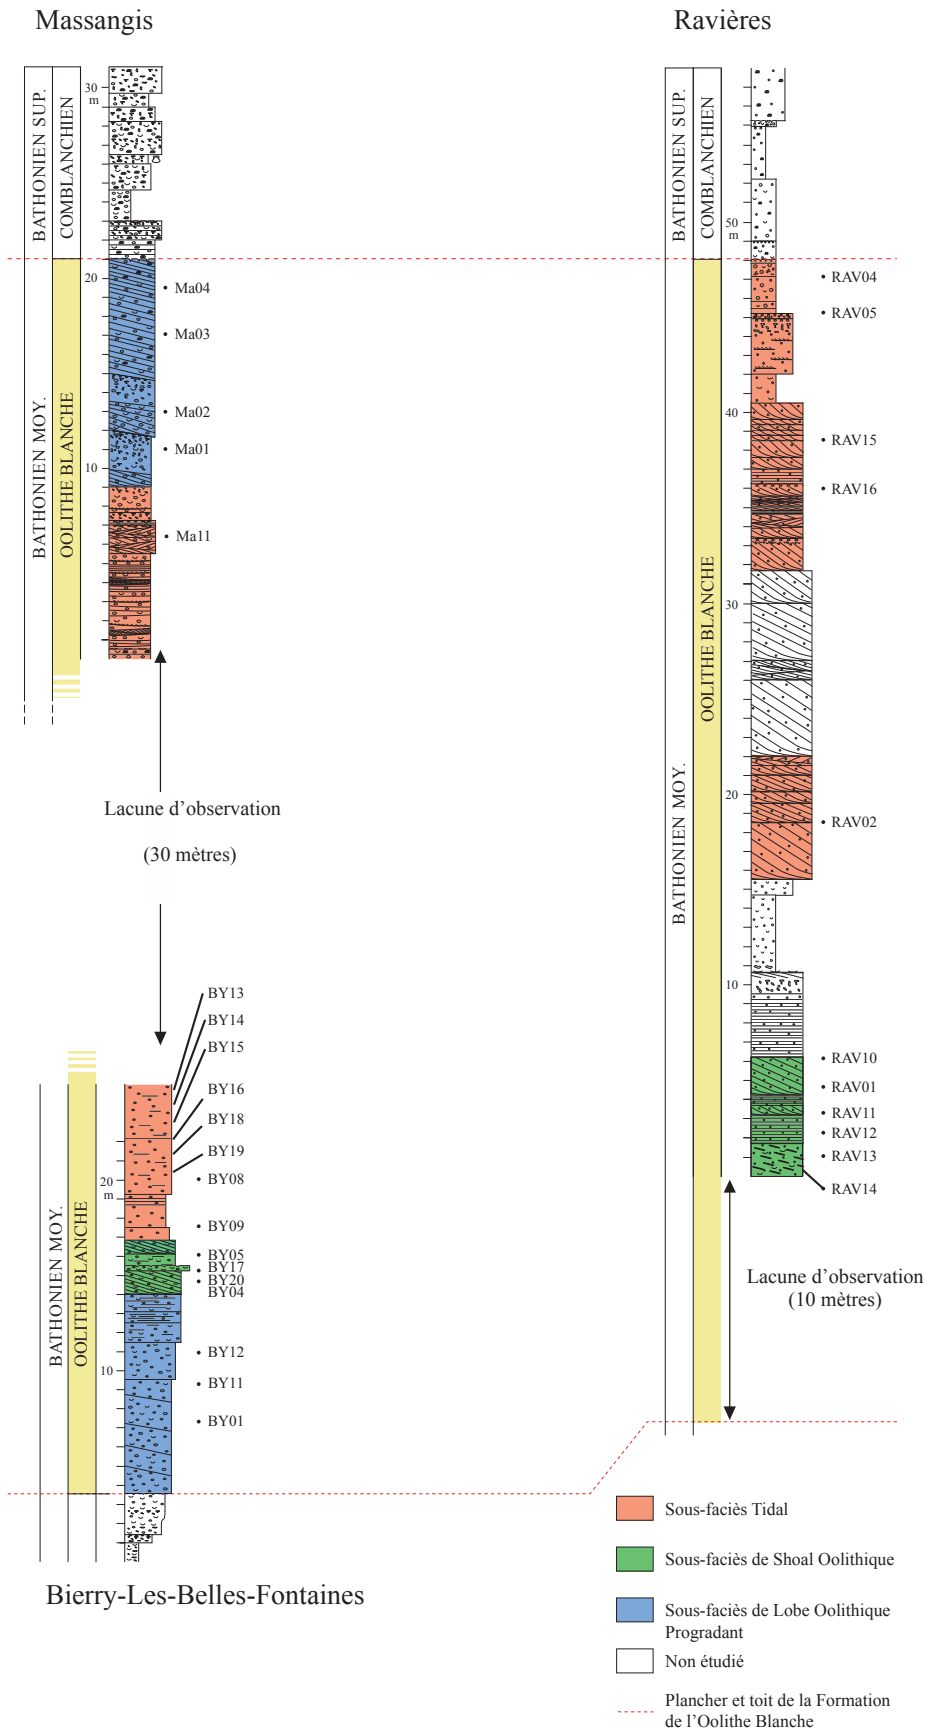 Massangis
Ravières
BATHONIEN SUP.
COMBLANCHIEN
BATHONIEN MOY.
OOLITHE BLANCHE
30
m
20
10
Ma04
Ma03
Ma02
Ma01
Ma11
Lacune d’observation
(30 mètres)
BATHONIEN MOY.
OOLITHE BLANCHE
20
m
10
BY13
BY14
BY15
BY16
BY18
BY19
BY08
BY09
BY05
BY17
BY20
BY04
BY12
BY11
BY01
Bierry-Les-Belles-Fontaines
BATHONIEN SUP.
COMBLANCHIEN
BATHONIEN MOY.
OOLITHE BLANCHE
50
m
40
30
20
10
RAV04
RAV05
RAV15
RAV16
RAV02
RAV10
RAV01
RAV11
RAV12
RAV13
RAV14
Lacune d’observation
(10 mètres)
Sous-faciès Tidal
Sous-faciès de Shoal Oolithique
Sous-faciès de Lobe Oolithique
Progradant
Non étudié
Plancher et toit de la Formation
de l’Oolithe Blanche